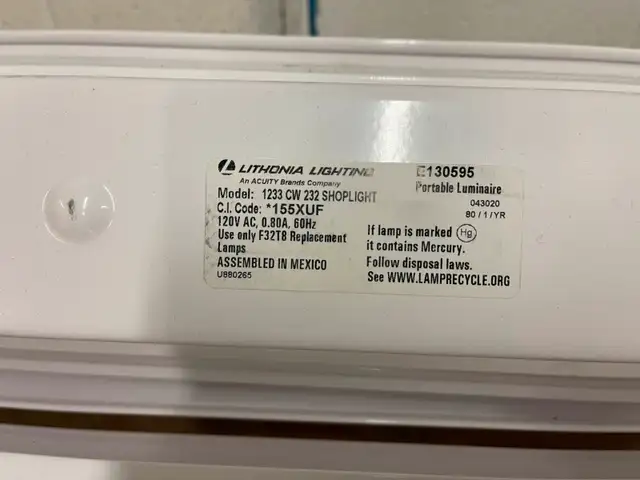 LITHONIA LIGHTING
An ACUITY Brands Company
Model: 1233 CW 232 SHOPLIGHT
C.I. Code: *155XUF
120V AC, 0.80A, 60Hz
Use only F32T8 Replacement
Lamps
ASSEMBLED IN MEXICO
U880265
E130595
Portable Luminaire
043020
80 / 1 / YR
If lamp is marked Hg
it contains Mercury.
Follow disposal laws.
See WWW.LAMPRECYCLE.ORG